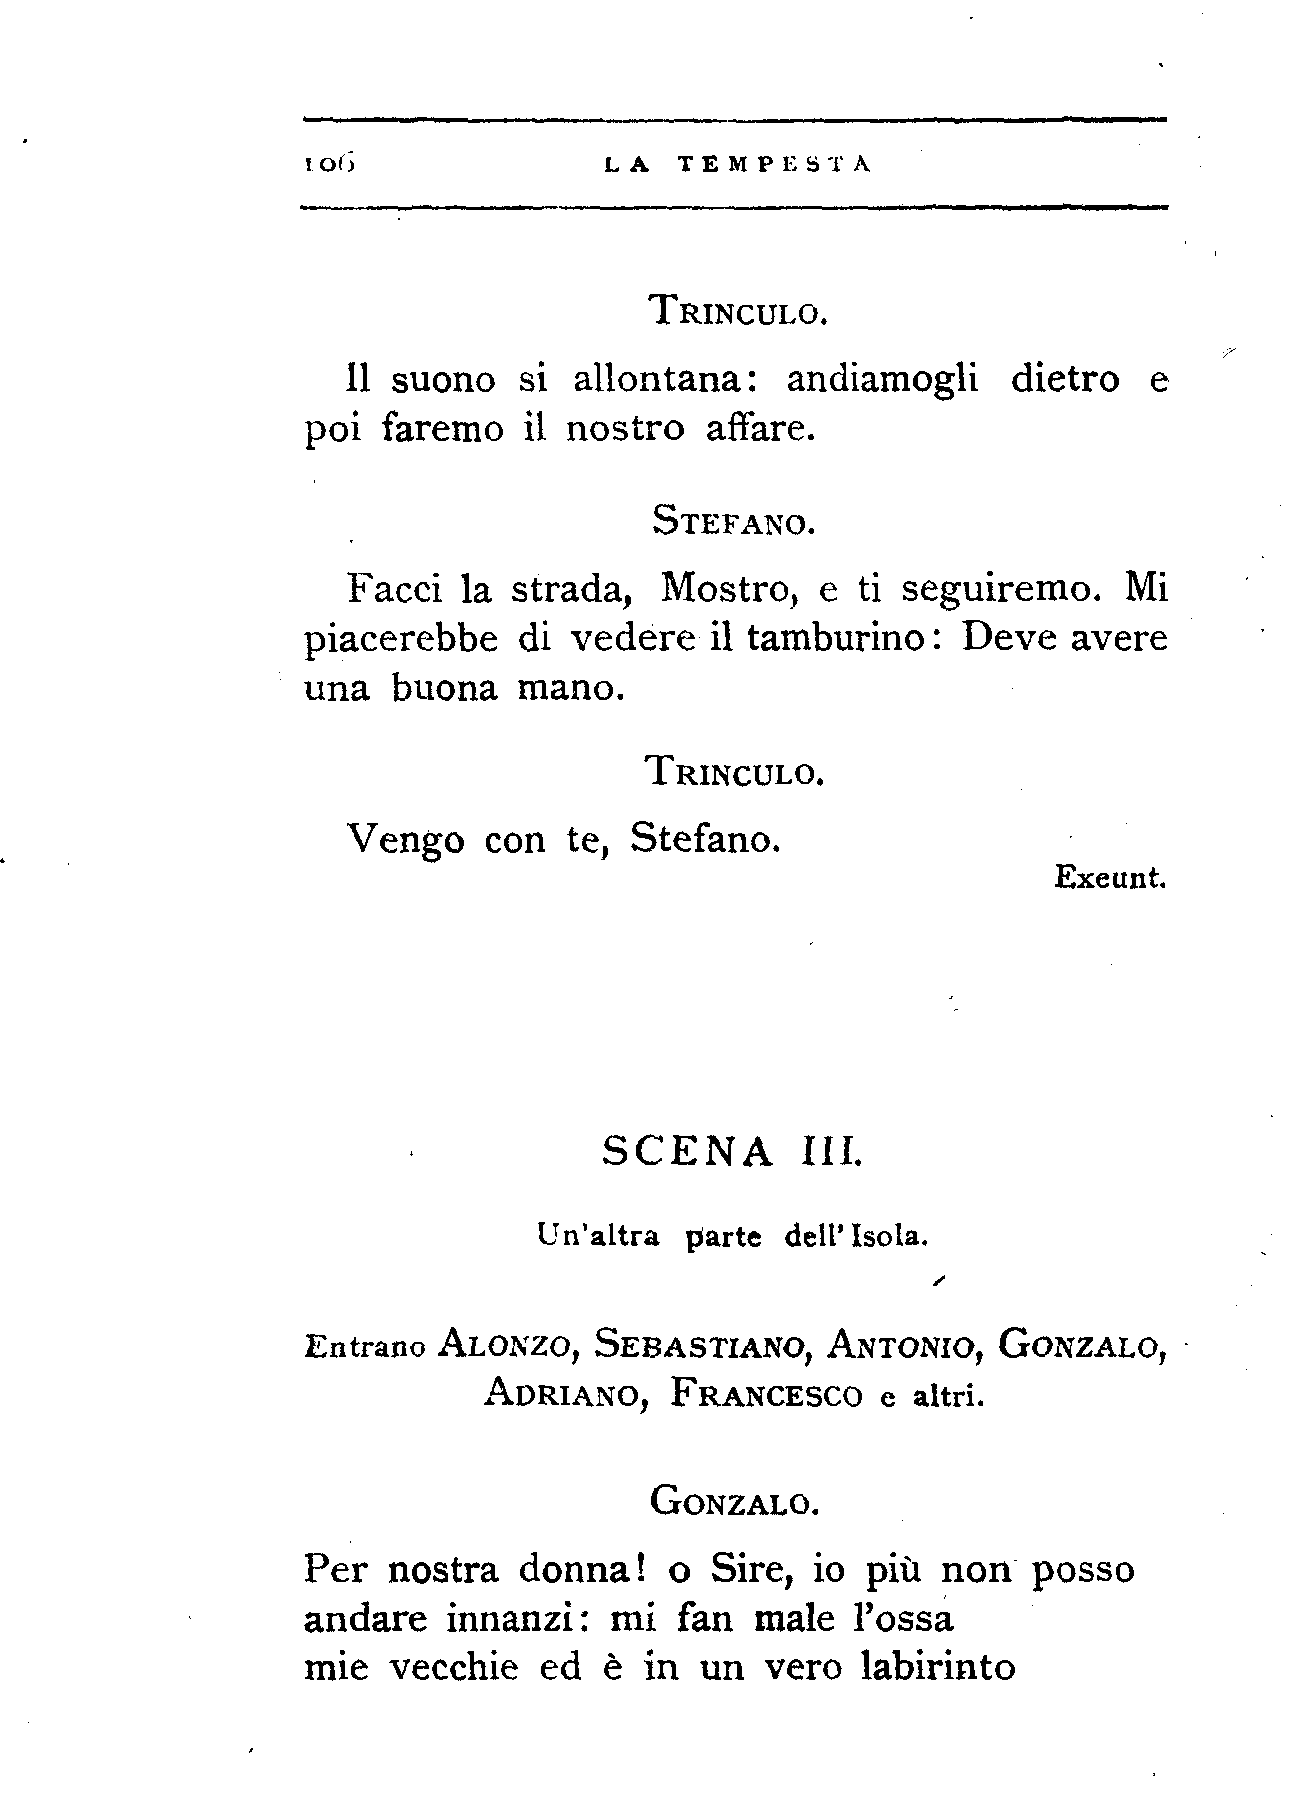 106 LA TEMPESTA
TRINCULO.
Il suono si allontana: andiamogli dietro e
poi faremo il nostro affare.
STEFANO.
Facci la strada, Mostro, e ti seguiremo. Mi
piacerebbe di vedere il tamburino: Deve avere
una buona mano.
TRINCULO.
Vengo con te, Stefano.
Exeunt.
SCENA III.
Un'altra parte dell'Isola.
Entrano ALONZO, SEBASTIANO, ANTONIO, GONZALO,
ADRIANO, FRANCESCO e altri.
GONZALO.
Per nostra donna! o Sire, io più non posso
andare innanzi: mi fan male l'ossa
mie vecchie ed è in un vero labirinto